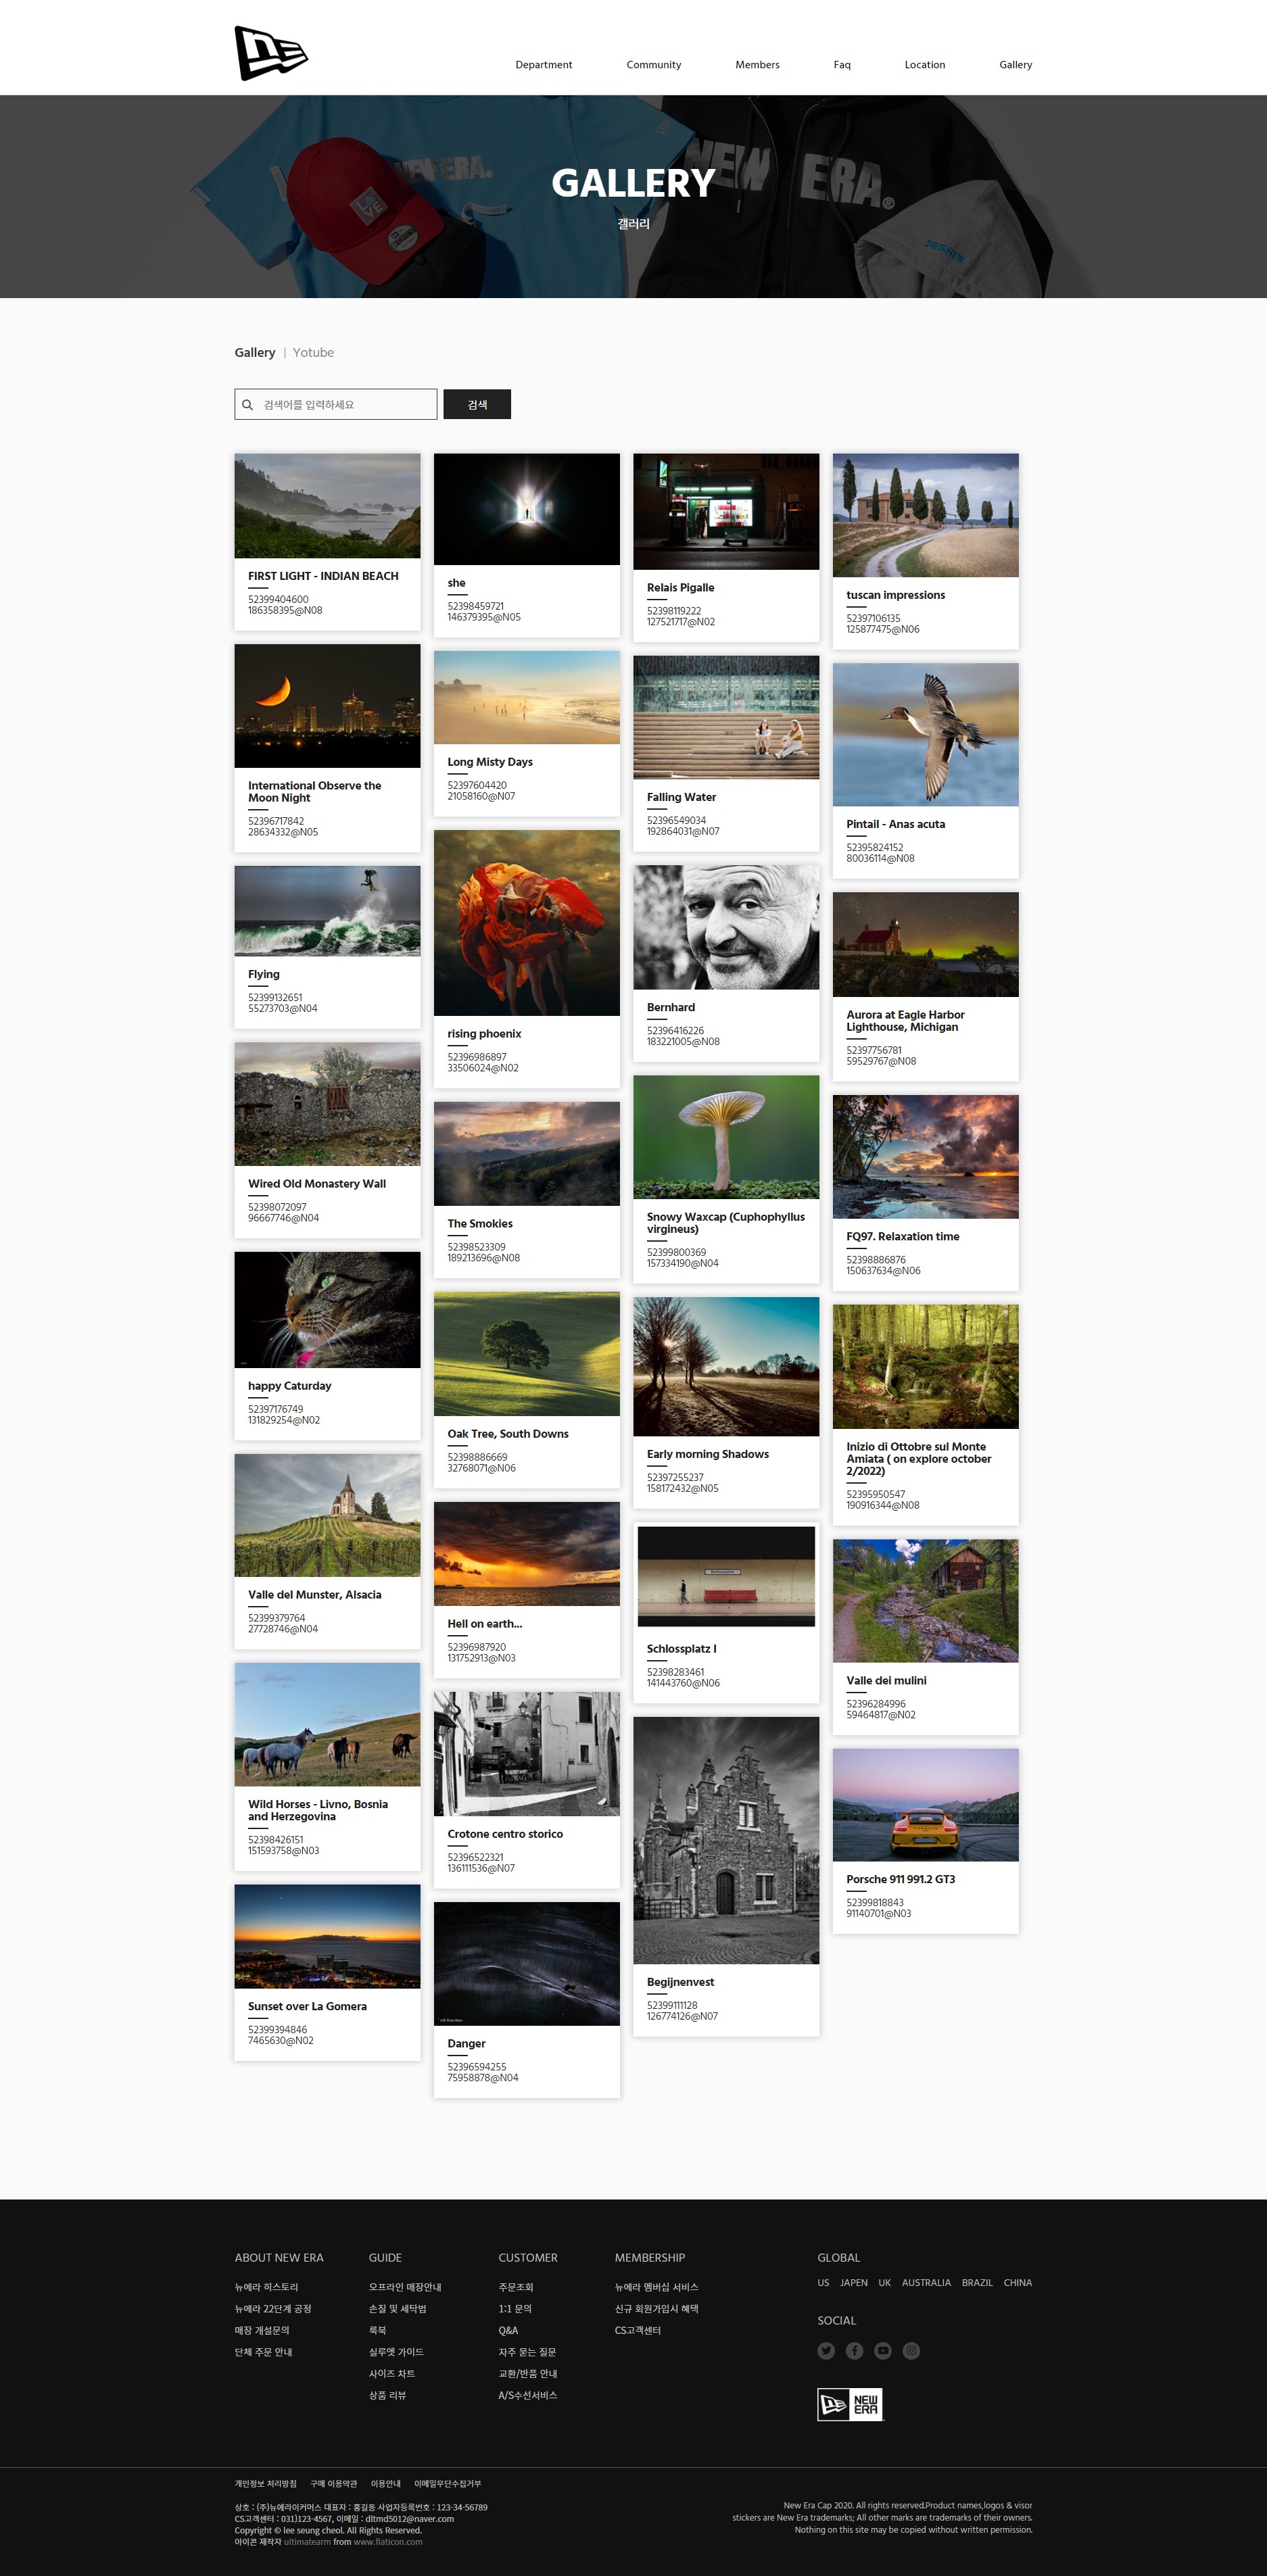 Department
Community
Members
Faq
Location
Gallery
NEW ERA.
NEW ERA®
GALLERY
갤러리
Gallery | Yotube
검색어를 입력하세요
검색
FIRST LIGHT - INDIAN BEACH
52399404600
186358395@N08
International Observe the
Moon Night
52396717842
28634332@N05
Flying
52399132651
55273703@N04
Wired Old Monastery Wall
52398072097
96667746@N04
happy Caturday
52397176749
131829254@N02
Valle del Munster, Alsacia
52399379764
27728746@N04
Wild Horses - Livno, Bosnia
and Herzegovina
52398426151
151593758@N03
Sunset over La Gomera
52399394846
7465630@N02
she
52398459721
146379395@N05
Long Misty Days
52397604420
21058160@N07
rising phoenix
52396986897
33506024@N02
The Smokies
52398523309
189213696@N08
Oak Tree, South Downs
52398886669
32768071@N06
Hell on earth...
52396987920
131752913@N03
Crotone centro storico
52396522321
136111536@N07
Danger
52396594255
75958878@N04
Relais Pigalle
52398119222
127521717@N02
Falling Water
52396549034
192864031@N07
Bernhard
52396416226
183221005@N08
Snowy Waxcap (Cuphophyllus
virgineus)
52399800369
157334190@N04
Early morning Shadows
52397255237
158172432@N05
Schlossplatz I
52398283461
141443760@N06
Begijnenvest
52399111128
126774126@N07
tuscan impressions
52397106135
125877475@N06
Pintail - Anas acuta
52395824152
80036114@N08
Aurora at Eagle Harbor
Lighthouse, Michigan
52397756781
59529767@N08
FQ97. Relaxation time
52398886876
150637634@N06
Inizio di Ottobre sul Monte
Amiata ( on explore october
2/2022)
52395950547
190916344@N08
Valle dei mulini
52396284996
59464817@N02
Porsche 911 991.2 GT3
52399818843
91140701@N03
ABOUT NEW ERA
뉴에라 히스토리
뉴에라 22단계 공정
매장 개설문의
단체 주문 안내
GUIDE
오프라인 매장안내
손질 및 세탁법
룩북
실루엣 가이드
사이즈 차트
상품 리뷰
CUSTOMER
주문조회
1:1 문의
Q&A
자주 묻는 질문
교환/반품 안내
A/S수선서비스
MEMBERSHIP
뉴에라 멤버십 서비스
신규 회원가입시 혜택
CS고객센터
GLOBAL
US JAPEN UK AUSTRALIA BRAZIL CHINA
SOCIAL
NEW
ERA
개인정보 처리방침 구매 이용약관 이용안내 이메일무단수집거부
상호 : (주)뉴에라이커머스 대표자 : 홍길동 사업자등록번호 : 123-34-56789
CS고객센터 : 031)123-4567, 이메일 : dltmd5012@naver.com
Copyright © lee seung cheol. All Rights Reserved.
아이콘 제작자 ultimatearm from www.flaticon.com
New Era Cap 2020. All rights reserved.Product names,logos & visor
stickers are New Era trademarks; All other marks are trademarks of their owners.
Nothing on this site may be copied without written permission.